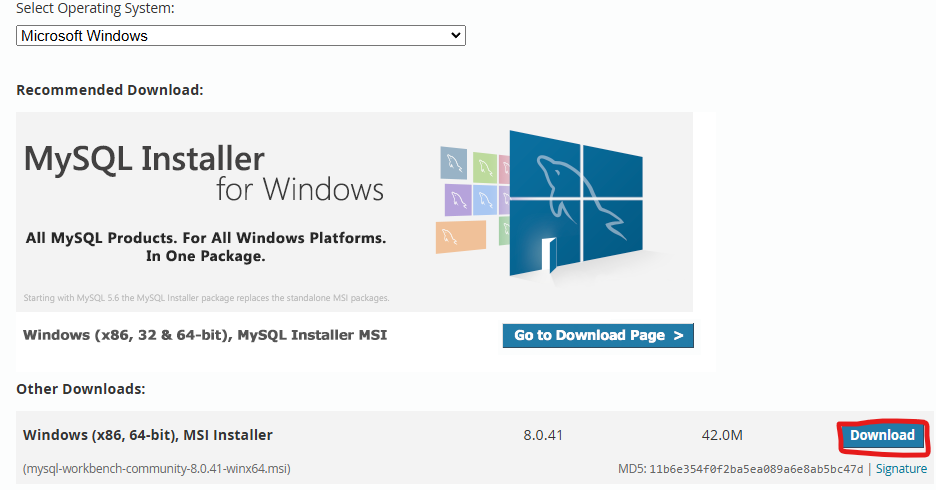 Select Operating System:
Microsoft Windows
Recommended Download:
MySQL Installer
for Windows
All MySQL Products. For All Windows Platforms.
In One Package.
Starting with MySQL 5.6 the MySQL Installer package replaces the standalone MSI packages.
Windows (x86, 32 & 64-bit), MySQL Installer MSI
Go to Download Page >
Other Downloads:
Windows (x86, 64-bit), MSI Installer 8.0.41 42.0M Download
(mysql-workbench-community-8.0.41-winx64.msi) MD5: 11b6e354f0f2ba5ea089a6e8ab5bc47d | Signature